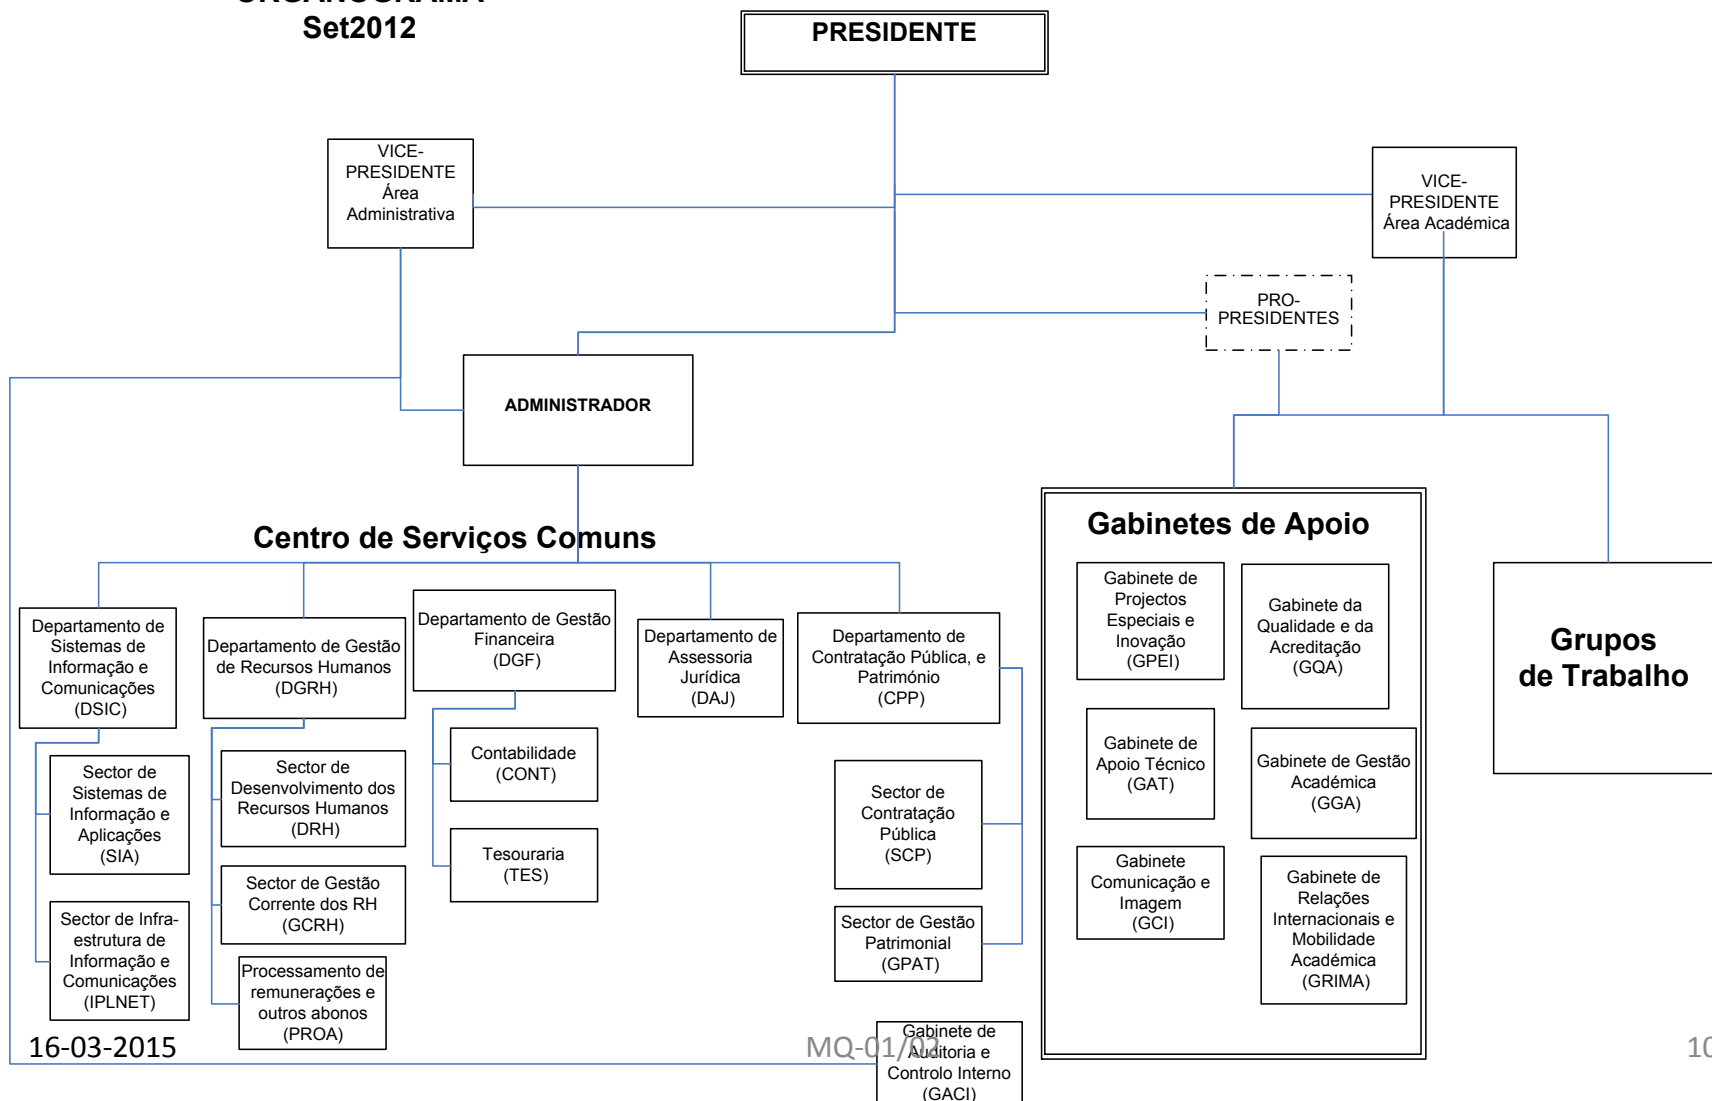 ORGANOGRAMA
Set2012
PRESIDENTE
VICE-
PRESIDENTE
Área
Administrativa
VICE-
PRESIDENTE
Área Académica
PRO-
PRESIDENTES
ADMINISTRADOR
Centro de Serviços Comuns
Departamento de
Sistemas de
Informação e
Comunicações
(DSIC)
Departamento de Gestão
de Recursos Humanos
(DGRH)
Departamento de Gestão
Financeira
(DGF)
Departamento de
Assessoria
Jurídica
(DAJ)
Departamento de
Contratação Pública, e
Património
(CPP)
Sector de
Sistemas de
Informação e
Aplicações
(SIA)
Sector de Infra-
estrutura de
Informação e
Comunicações
(IPLNET)
Sector de
Desenvolvimento dos
Recursos Humanos
(DRH)
Sector de Gestão
Corrente dos RH
(GCRH)
Processamento de
remunerações e
outros abonos
(PROA)
Contabilidade
(CONT)
Tesouraria
(TES)
Sector de
Contratação
Pública
(SCP)
Sector de Gestão
Patrimonial
(GPAT)
Gabinetes de Apoio
Gabinete de
Projectos
Especiais e
Inovação
(GPEI)
Gabinete da
Qualidade e da
Acreditação
(GQA)
Gabinete de
Apoio Técnico
(GAT)
Gabinete de Gestão
Académica
(GGA)
Gabinete
Comunicação e
Imagem
(GCI)
Gabinete de
Relações
Internacionais e
Mobilidade
Académica
(GRIMA)
Grupos
de Trabalho
Gabinete de
Auditoria e
Controlo Interno
(GACI)
16-03-2015
MQ-01/02
10